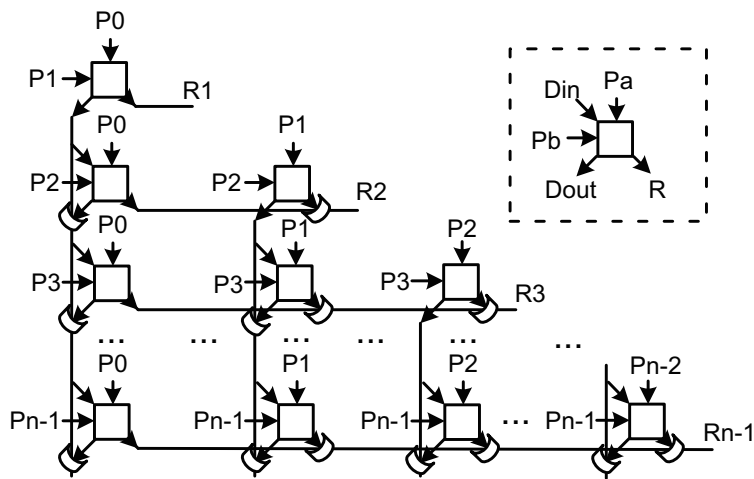 P0
P1
R1
Din
Pa
Pb
Dout
R
P0
P1
P2
P2
R2
P0
P1
P2
P3
P3
P3
R3
... ... ... ... ... ...
P0
P1
P2
Pn-2
Pn-1
Pn-1
Pn-1
...
Pn-1
Rn-1